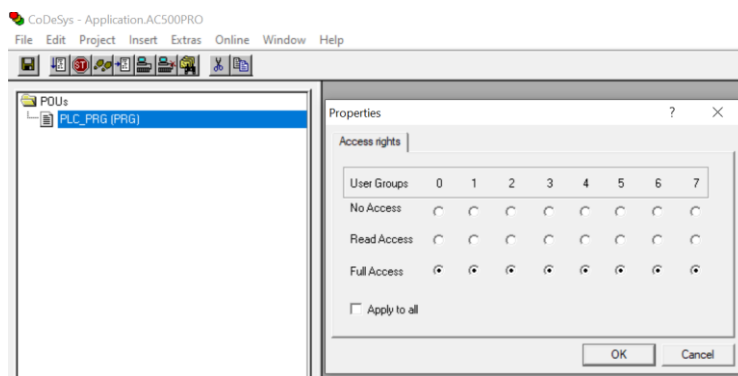 CoDeSys - Application.AC500PRO
File Edit Project Insert Extras Online Window Help
POUs
PLC_PRG (PRG)
Properties ? ×
Access rights
User Groups 0 1 2 3 4 5 6 7
No Access
Read Access
Full Access
Apply to all
OK Cancel